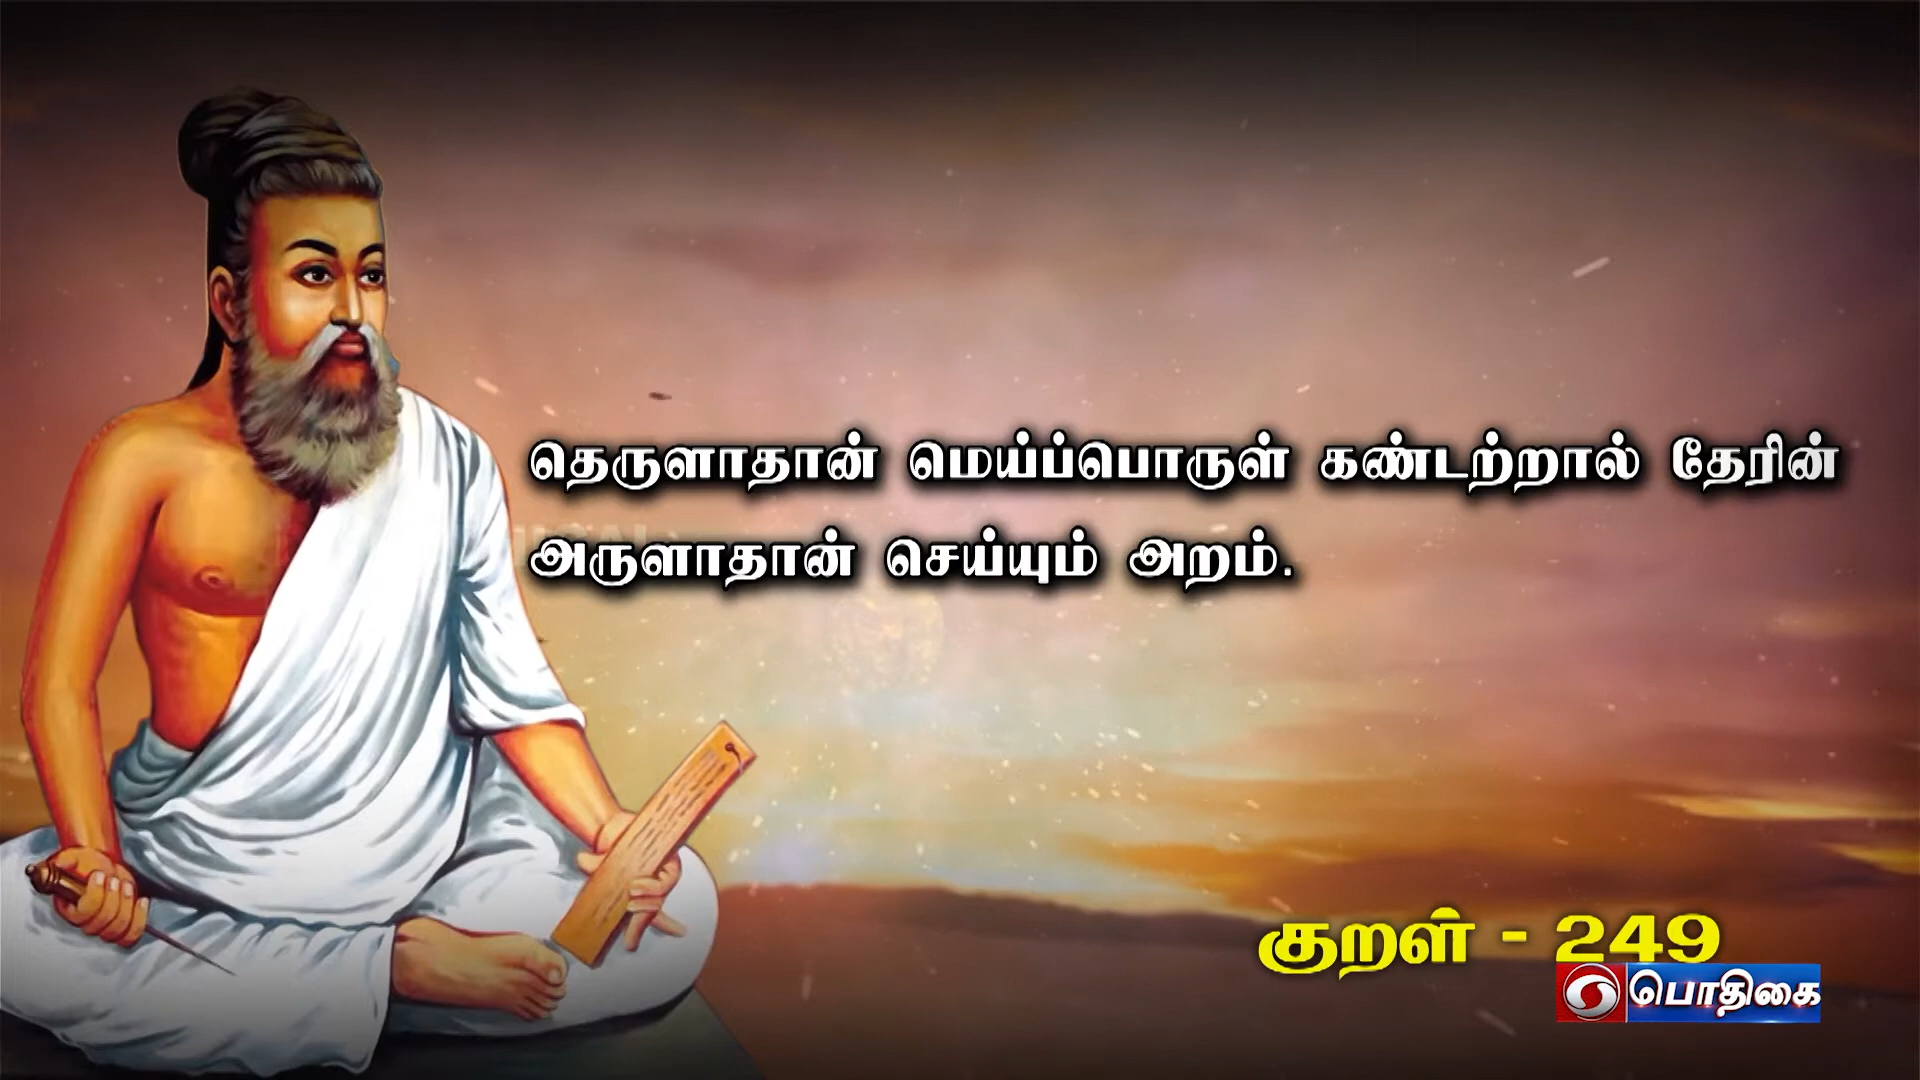 தெருளாதான் மெய்ப்பொருள் கண்டற்றால் தேரின்
அருளாதான் செய்யும் அறம்.
குறள் - 249
பொதிகை